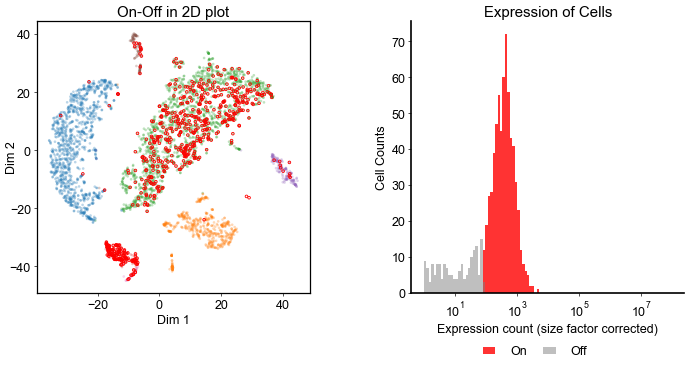 On-Off in 2D plot
Dim 2
40
20
0
−20
−40
−20
0
20
40
Dim 1
Expression of Cells
Cell Counts
70
60
50
40
30
20
10
0
10^1
10^3
10^5
10^7
Expression count (size factor corrected)
On
Off